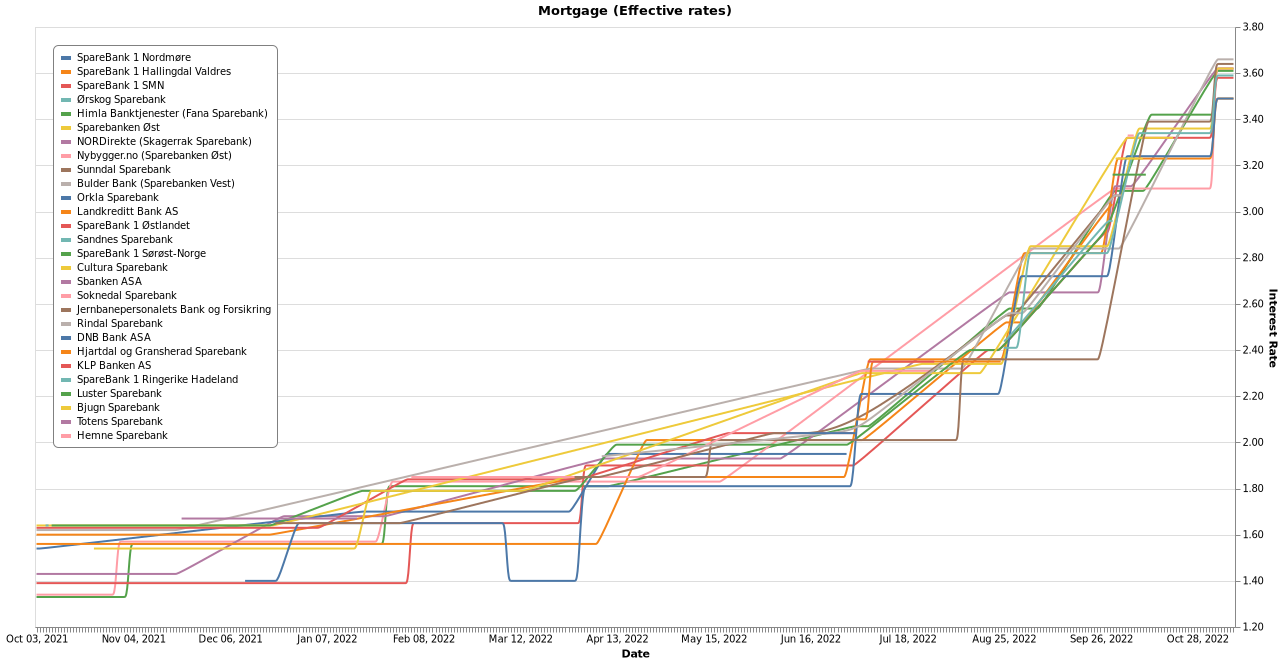 Mortgage (Effective rates)
SpareBank 1 Nordmøre
SpareBank 1 Hallingdal Valdres
SpareBank 1 SMN
Ørskog Sparebank
Himla Banktjenester (Fana Sparebank)
Sparebanken Øst
NORDirekte (Skagerrak Sparebank)
Nybygger.no (Sparebanken Øst)
Sunndal Sparebank
Bulder Bank (Sparebanken Vest)
Orkla Sparebank
Landkreditt Bank AS
SpareBank 1 Østlandet
Sandnes Sparebank
SpareBank 1 Sørøst-Norge
Cultura Sparebank
Sbanken ASA
Soknedal Sparebank
Jernbanepersonalets Bank og Forsikring
Rindal Sparebank
DNB Bank ASA
Hjartdal og Gransherad Sparebank
KLP Banken AS
SpareBank 1 Ringerike Hadeland
Luster Sparebank
Bjugn Sparebank
Totens Sparebank
Hemne Sparebank
3.80
3.60
3.40
3.20
3.00
2.80
2.60
2.40
2.20
2.00
1.80
1.60
1.40
1.20
Interest Rate
Oct 03, 2021 Nov 04, 2021 Dec 06, 2021 Jan 07, 2022 Feb 08, 2022 Mar 12, 2022 Apr 13, 2022 May 15, 2022 Jun 16, 2022 Jul 18, 2022 Aug 25, 2022 Sep 26, 2022 Oct 28, 2022
Date